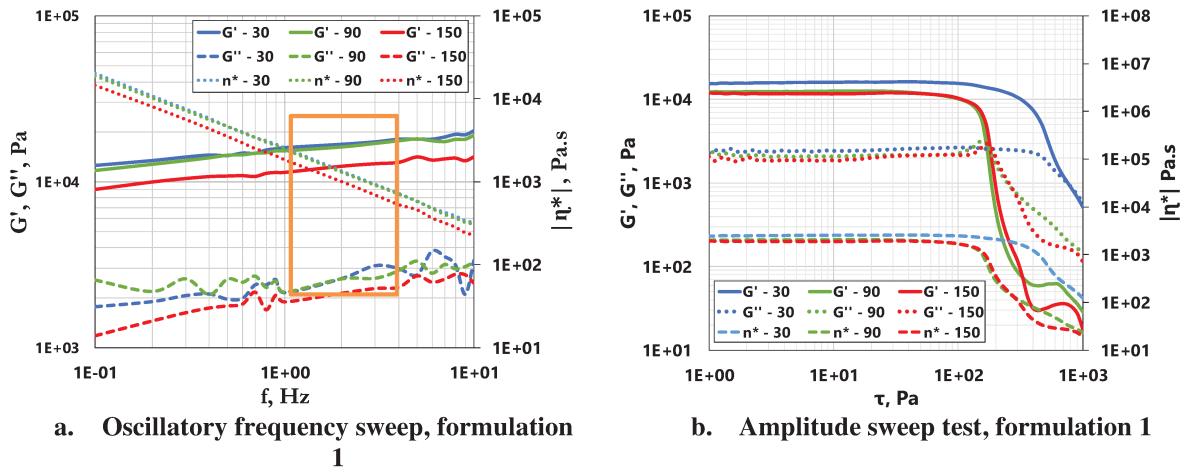 1E+05
1E+05
G' - 30 G' - 90 G' - 150
G'' - 30 G'' - 90 G'' - 150
n* - 30 n* - 90 n* - 150
1E+04
1E+04
1E+03
1E+02
1E+03
1E+01
G', G'', Pa
|η*|, Pa.s
1E-01 1E+00 1E+01
f, Hz
a. Oscillatory frequency sweep, formulation
1
1E+05
1E+04
1E+03
1E+02
1E+01
G', G'', Pa
1E+08
1E+07
1E+06
1E+05
1E+04
1E+03
1E+02
1E+01
|η*| Pa.s
G' - 30 G' - 90 G' - 150
G'' - 30 G'' - 90 G'' - 150
n* - 30 n* - 90 n* - 150
1E+00 1E+01 1E+02 1E+03
τ, Pa
b. Amplitude sweep test, formulation 1